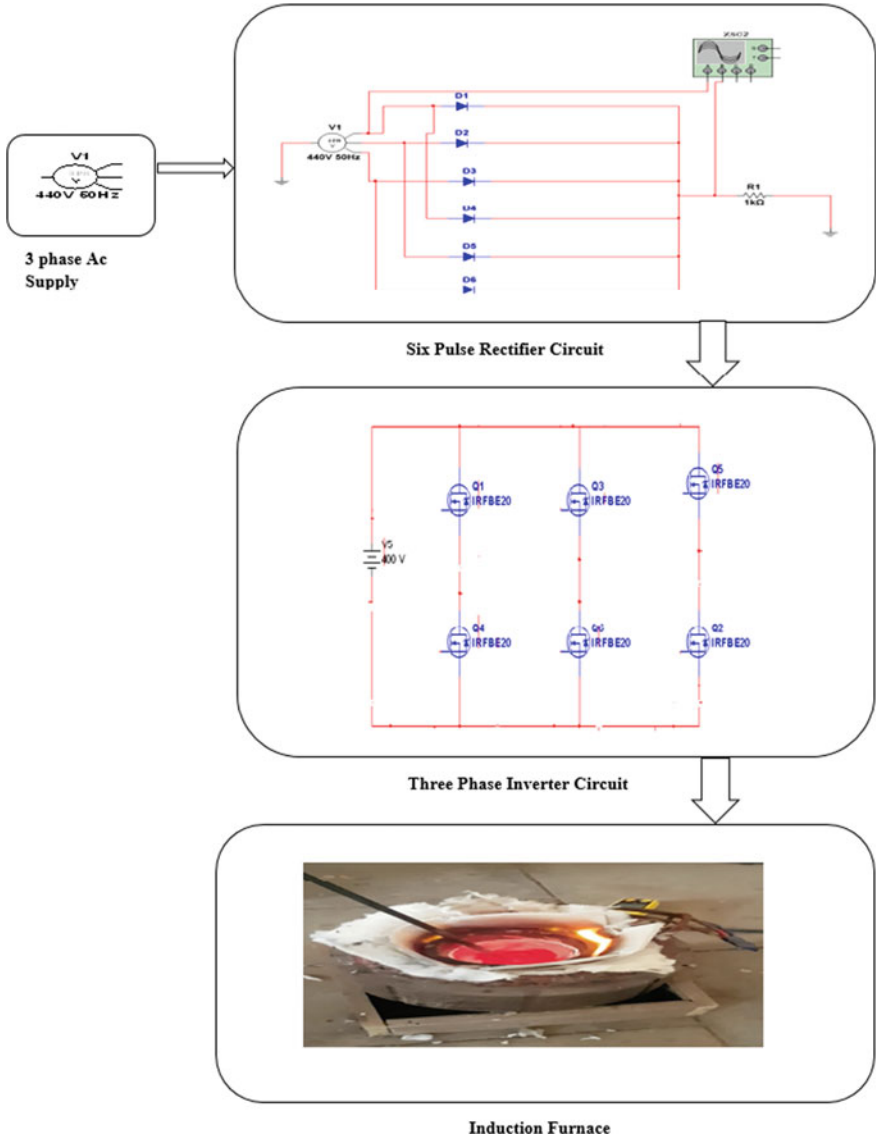 XSC2
D1
V1
D2
440V 50Hz
D3
R1
1kΩ
D4
D5
D6
V1
440V 50Hz
3 phase Ac
Supply
Six Pulse Rectifier Circuit
Q1
IRFBE20
Q3
IRFBE20
Q5
IRFBE20
V5
400 V
Q4
IRFBE20
Q6
IRFBE20
Q2
IRFBE20
Three Phase Inverter Circuit
Induction Furnace